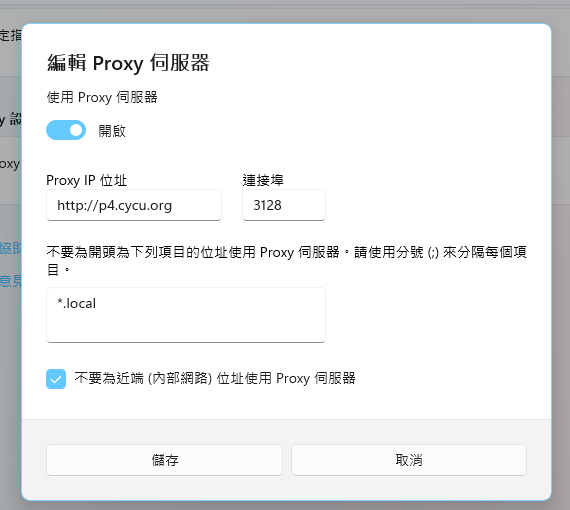 定指
編輯 Proxy 伺服器
使用 Proxy 伺服器
y 設
開啟
oxy
Proxy IP 位址
連接埠
http://p4.cycu.org
3128
協助
不要為開頭為下列項目的位址使用 Proxy 伺服器。請使用分號 (;) 來分隔每個項
目。
意見
*.local
不要為近端 (內部網路) 位址使用 Proxy 伺服器
儲存
取消